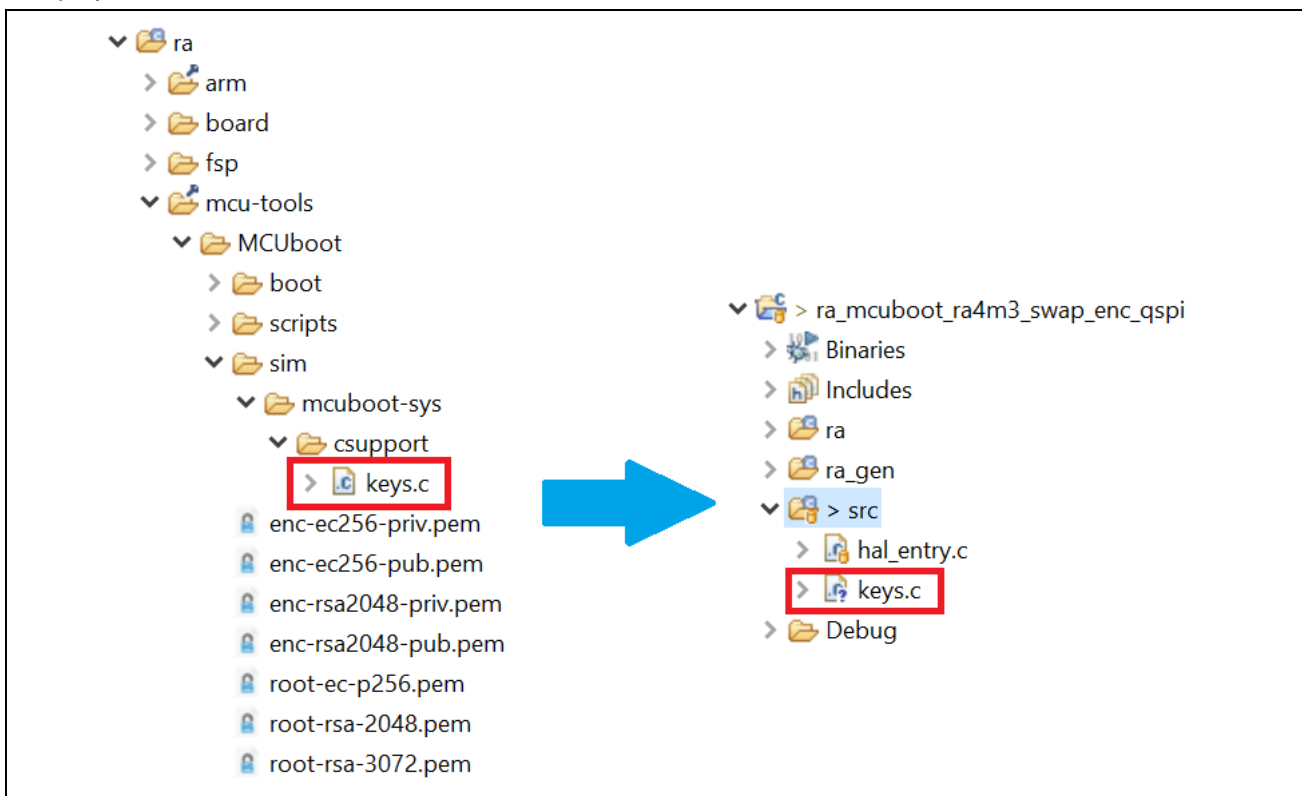 ra
arm
board
fsp
mcu-tools
MCUboot
boot
scripts
sim
mcuboot-sys
csupport
keys.c
enc-ec256-priv.pem
enc-ec256-pub.pem
enc-rsa2048-priv.pem
enc-rsa2048-pub.pem
root-ec-p256.pem
root-rsa-2048.pem
root-rsa-3072.pem
> ra_mcuboot_ra4m3_swap_enc_qspi
Binaries
Includes
ra
ra_gen
> src
hal_entry.c
keys.c
Debug